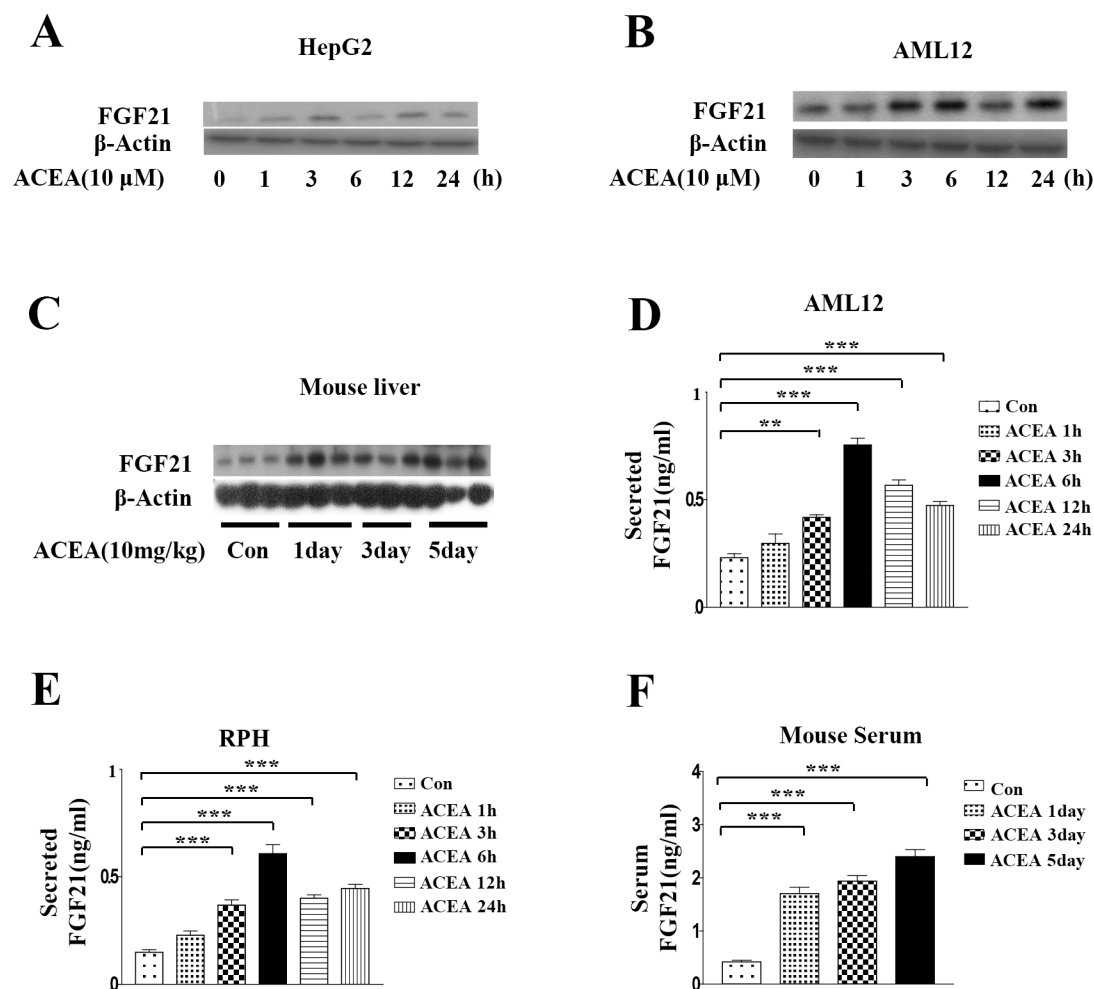 A
HepG2
FGF21
β-Actin
ACEA(10 μM) 0 1 3 6 12 24 (h)
B
AML12
FGF21
β-Actin
ACEA(10 μM) 0 1 3 6 12 24 (h)
C
Mouse liver
FGF21
β-Actin
ACEA(10mg/kg) Con 1day 3day 5day
D
AML12
***
***
***
**
1
0.5
0
Secreted
FGF21(ng/ml)
Con
ACEA 1h
ACEA 3h
ACEA 6h
ACEA 12h
ACEA 24h
E
RPH
***
***
***
***
1
0.5
0
Secreted
FGF21(ng/ml)
Con
ACEA 1h
ACEA 3h
ACEA 6h
ACEA 12h
ACEA 24h
F
Mouse Serum
***
***
***
4
3
2
1
0
Serum
FGF21(ng/ml)
Con
ACEA 1day
ACEA 3day
ACEA 5day